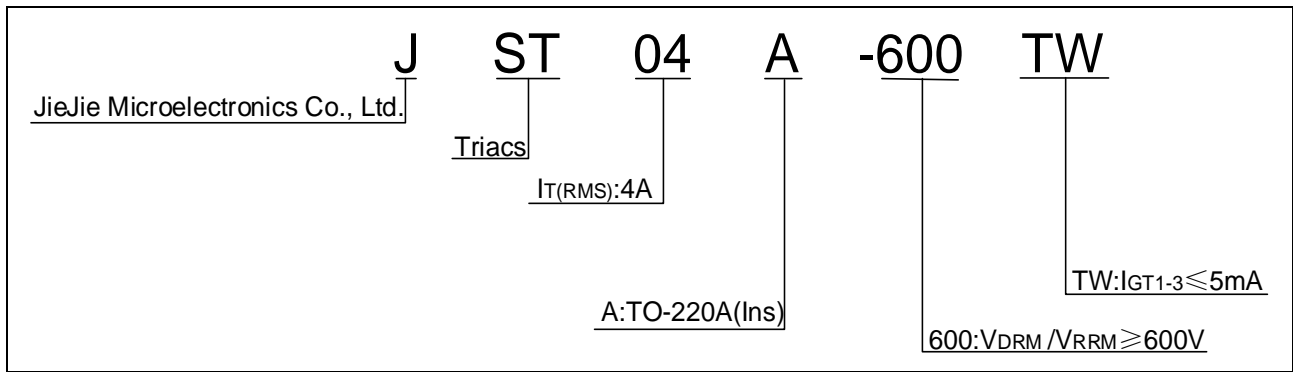 J ST 04 A -600 TW
JieJie Microelectronics Co., Ltd.
Triacs
IT(RMS):4A
TW:IGT1-3≤5mA
A:TO-220A(Ins)
600:VDRM /VRRM≥600V